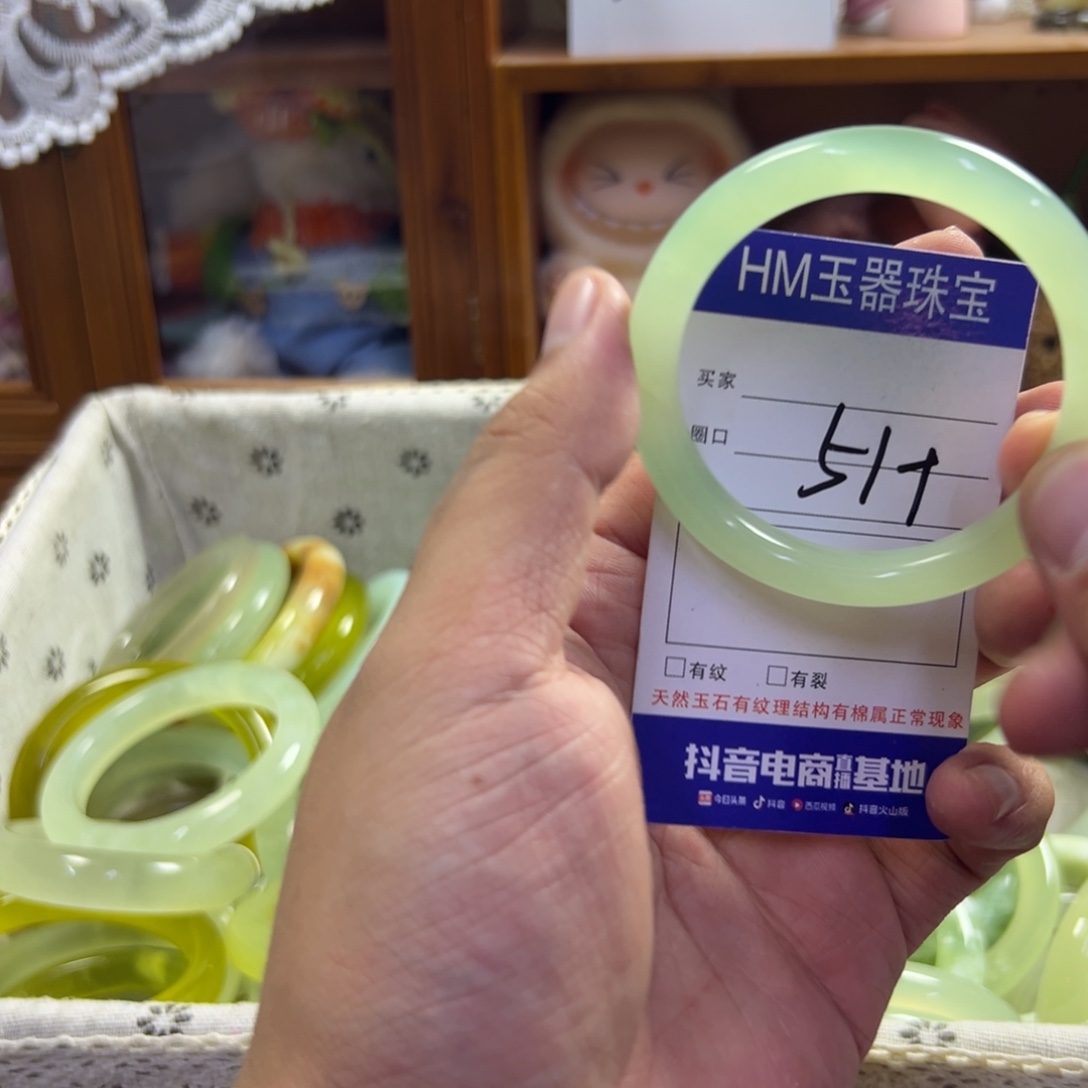 HM玉器珠宝
买家
圈口
51+
有纹 有裂
天然玉石有纹理结构有棉属正常现象
抖音电商直播基地
今日头条 抖音 西瓜视频 抖音火山版